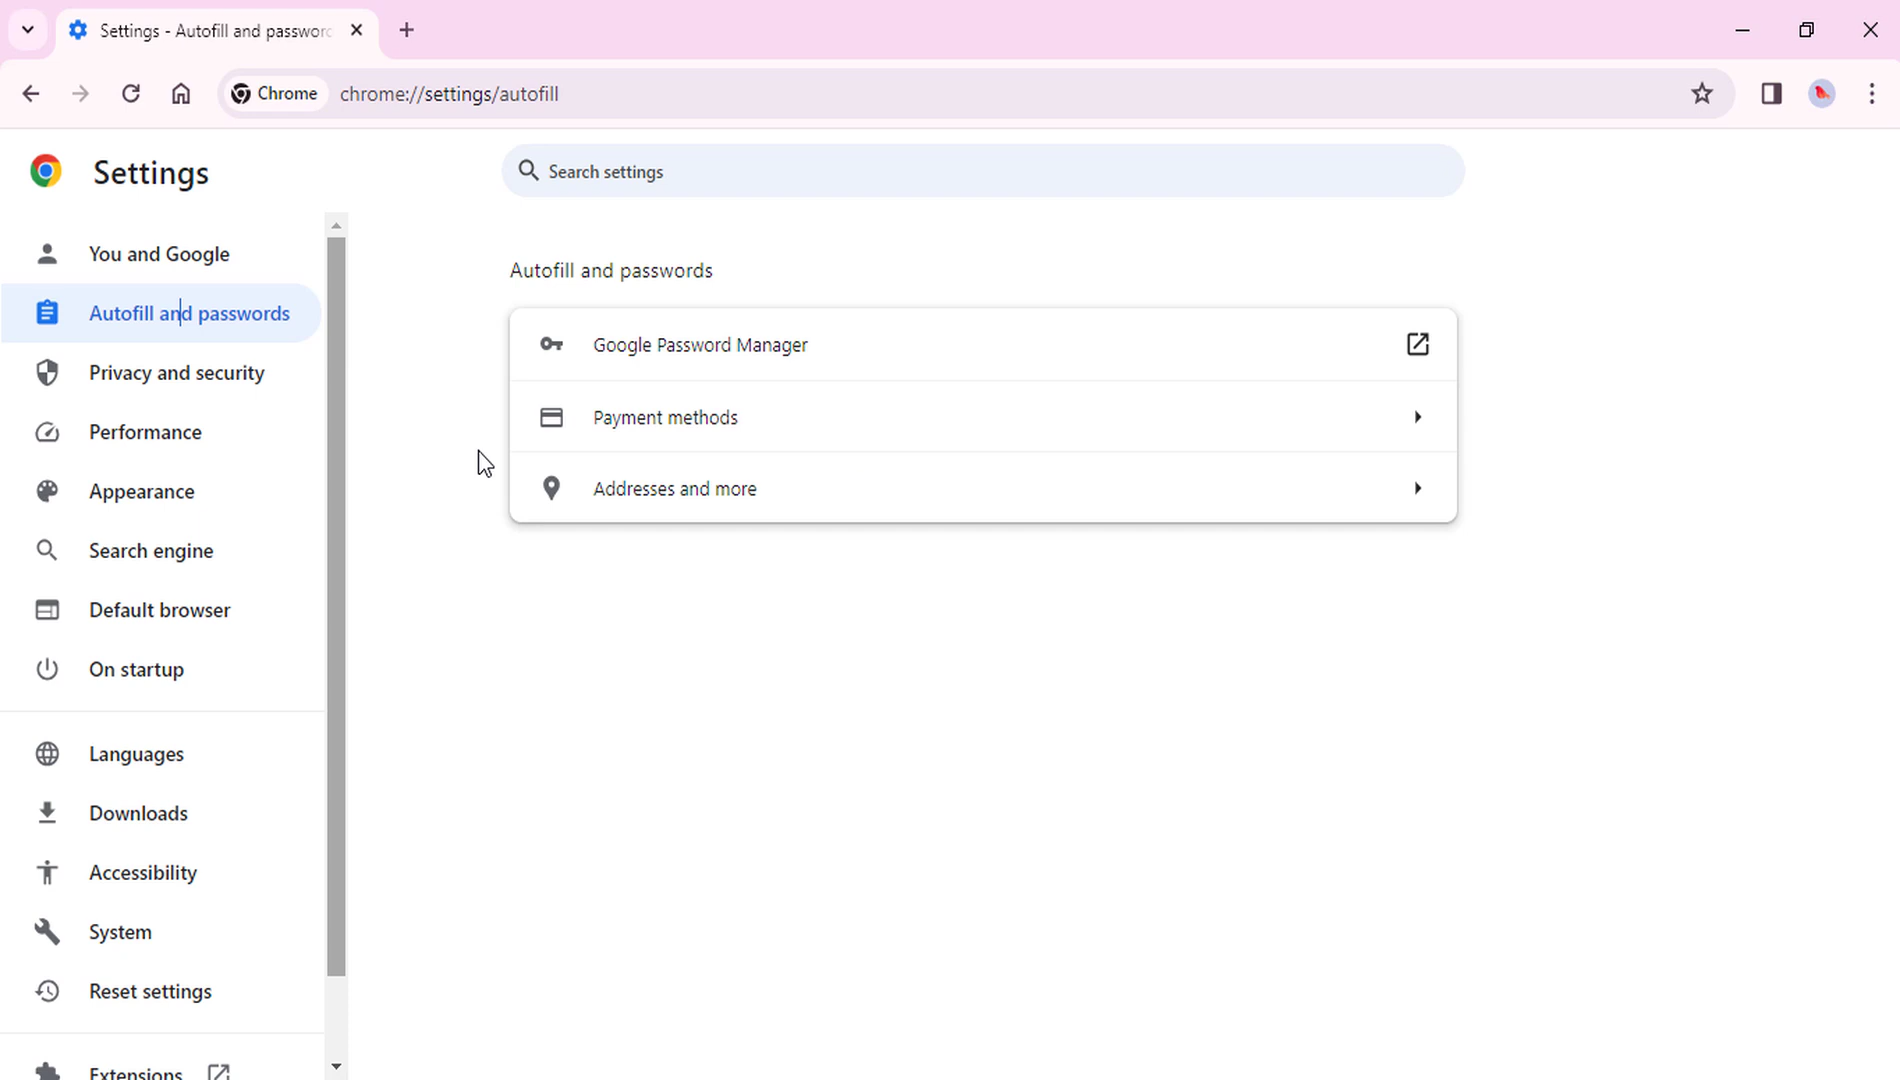 Settings - Autofill and passwor
Chrome
chrome://settings/autofill
Settings
Search settings
You and Google
Autofill and passwords
Privacy and security
Performance
Appearance
Search engine
Default browser
On startup
Languages
Downloads
Accessibility
System
Reset settings
Extensions
Autofill and passwords
Google Password Manager
Payment methods
Addresses and more